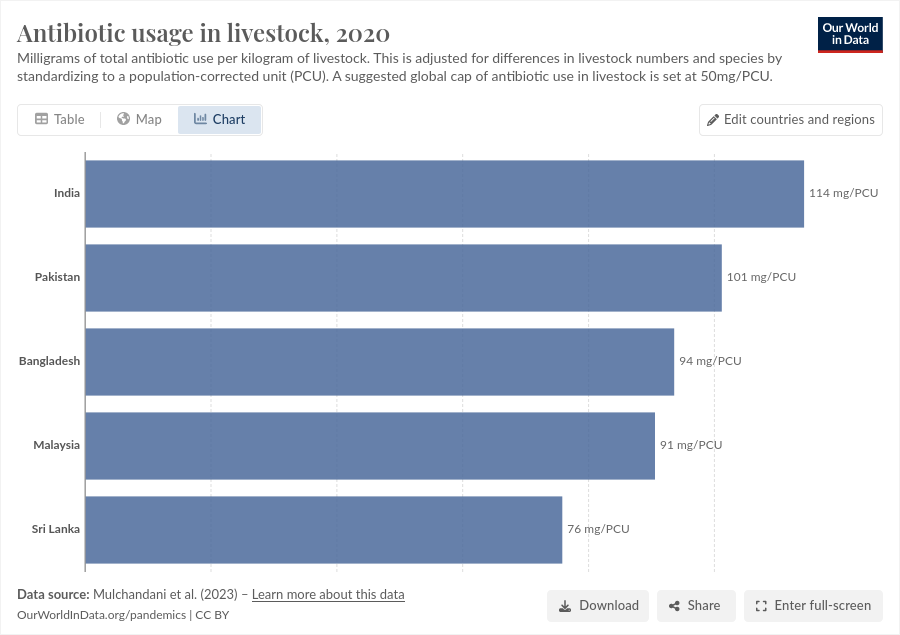 Antibiotic usage in livestock, 2020
Our World
in Data
Milligrams of total antibiotic use per kilogram of livestock. This is adjusted for differences in livestock numbers and species by
standardizing to a population-corrected unit (PCU). A suggested global cap of antibiotic use in livestock is set at 50mg/PCU.
Table
Map
Chart
Edit countries and regions
India
114 mg/PCU
Pakistan
101 mg/PCU
Bangladesh
94 mg/PCU
Malaysia
91 mg/PCU
Sri Lanka
76 mg/PCU
Data source: Mulchandani et al. (2023) – Learn more about this data
OurWorldInData.org/pandemics | CC BY
Download
Share
Enter full-screen